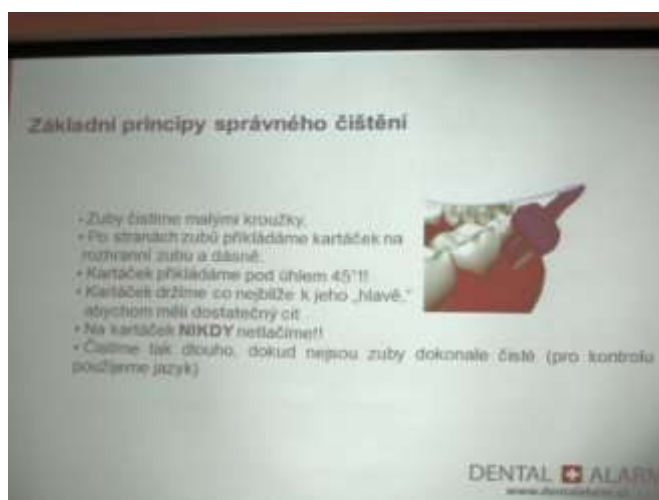 Základní principy správného čištění
• Zuby čistíme malými kroužky.
• Po stranách zubů přikládáme kartáček na
rozhranní zubu a dásně.
• Kartáček přikládáme pod úhlem 45°!!
• Kartáček držíme co nejblíže k jeho „hlavě,“
abychom měli dostatečný cit
• Na kartáček NIKDY netlačíme!!
• Čistíme tak dlouho, dokud nejsou zuby dokonale čisté (pro kontrolu
použijeme jazyk)
DENTAL ALARM